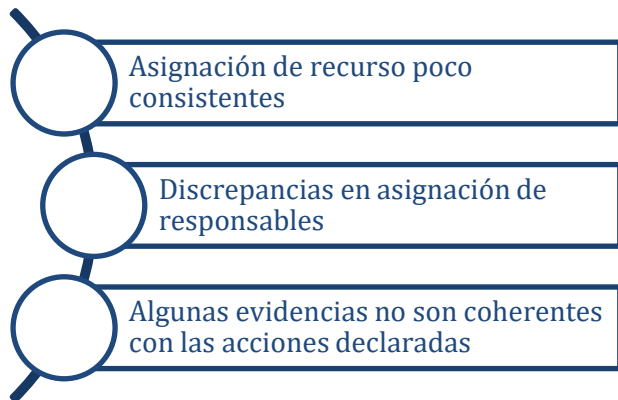 Asignación de recurso poco
consistentes
Discrepancias en asignación de
responsables
Algunas evidencias no son coherentes
con las acciones declaradas